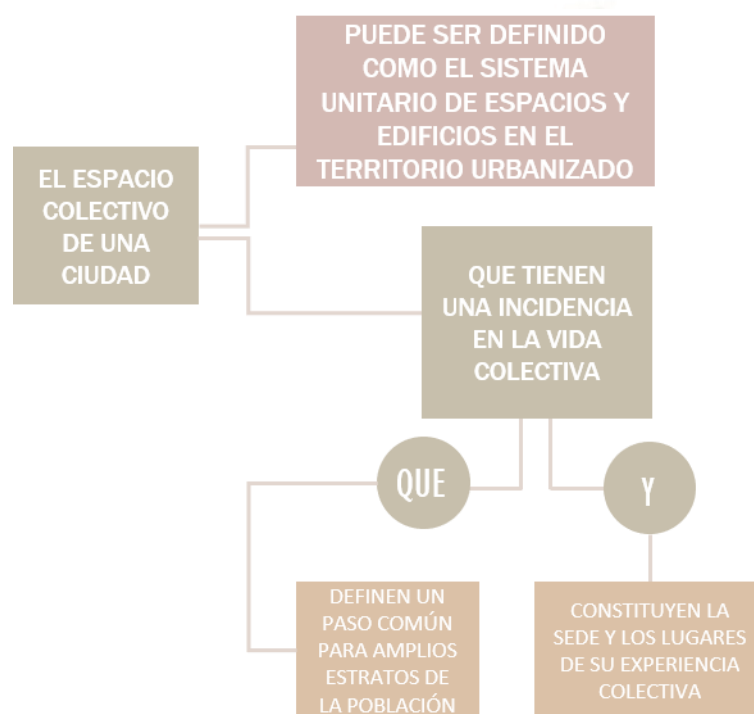 PUEDE SER DEFINIDO
COMO EL SISTEMA
UNITARIO DE ESPACIOS Y
EDIFICIOS EN EL
TERRITORIO URBANIZADO
EL ESPACIO
COLECTIVO
DE UNA
CIUDAD
QUE TIENEN
UNA INCIDENCIA
EN LA VIDA
COLECTIVA
QUE
Y
DEFINEN UN
PASO COMÚN
PARA AMPLIOS
ESTRATOS DE
LA POBLACIÓN
CONSTITUYEN LA
SEDE Y LOS LUGARES
DE SU EXPERIENCIA
COLECTIVA